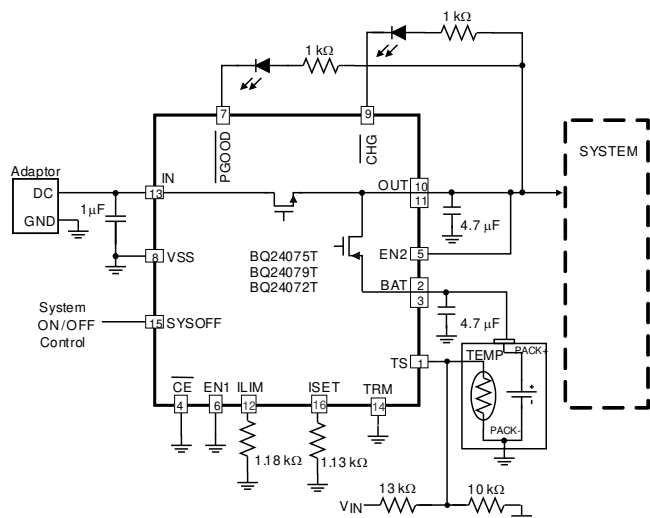 1 kΩ
1 kΩ
7
9
PGOOD
CHG
SYSTEM
Adaptor
DC
GND
1μF
IN
13
OUT
10
11
4.7 μF
8
VSS
BQ24075T
BQ24079T
BQ24072T
EN2
5
BAT
2
3
4.7 μF
System
ON/OFF
Control
15
SYSOFF
TS
1
TEMP
PACK+
+
-
PACK-
CE
EN1
ILIM
ISET
TRM
4
6
12
16
14
1.18 kΩ
1.13 kΩ
VIN
13 kΩ
10 kΩ